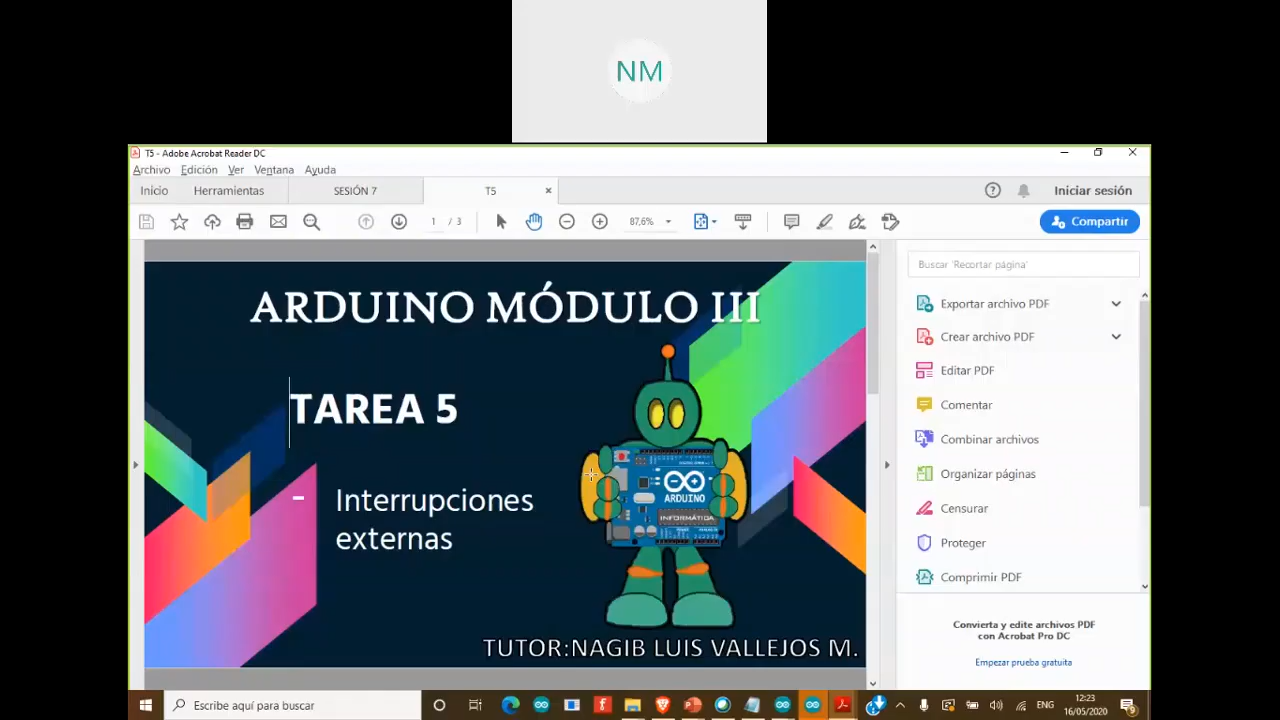 NM
T5 - Adobe Acrobat Reader DC
Archivo Edición Ver Ventana Ayuda
Inicio Herramientas SESIÓN 7 T5 × Iniciar sesión
1 / 3 87,6% Compartir
ARDUINO MÓDULO III
TAREA 5
- Interrupciones
externas
ARDUINO
INFORMÁTICA
TUTOR:NAGIB LUIS VALLEJOS M.
Buscar 'Recortar página'
Exportar archivo PDF
Crear archivo PDF
Editar PDF
Comentar
Combinar archivos
Organizar páginas
Censurar
Proteger
Comprimir PDF
Convierta y edite archivos PDF
con Acrobat Pro DC
Empezar prueba gratuita
Escribe aquí para buscar
ENG
12:23
16/05/2020
9